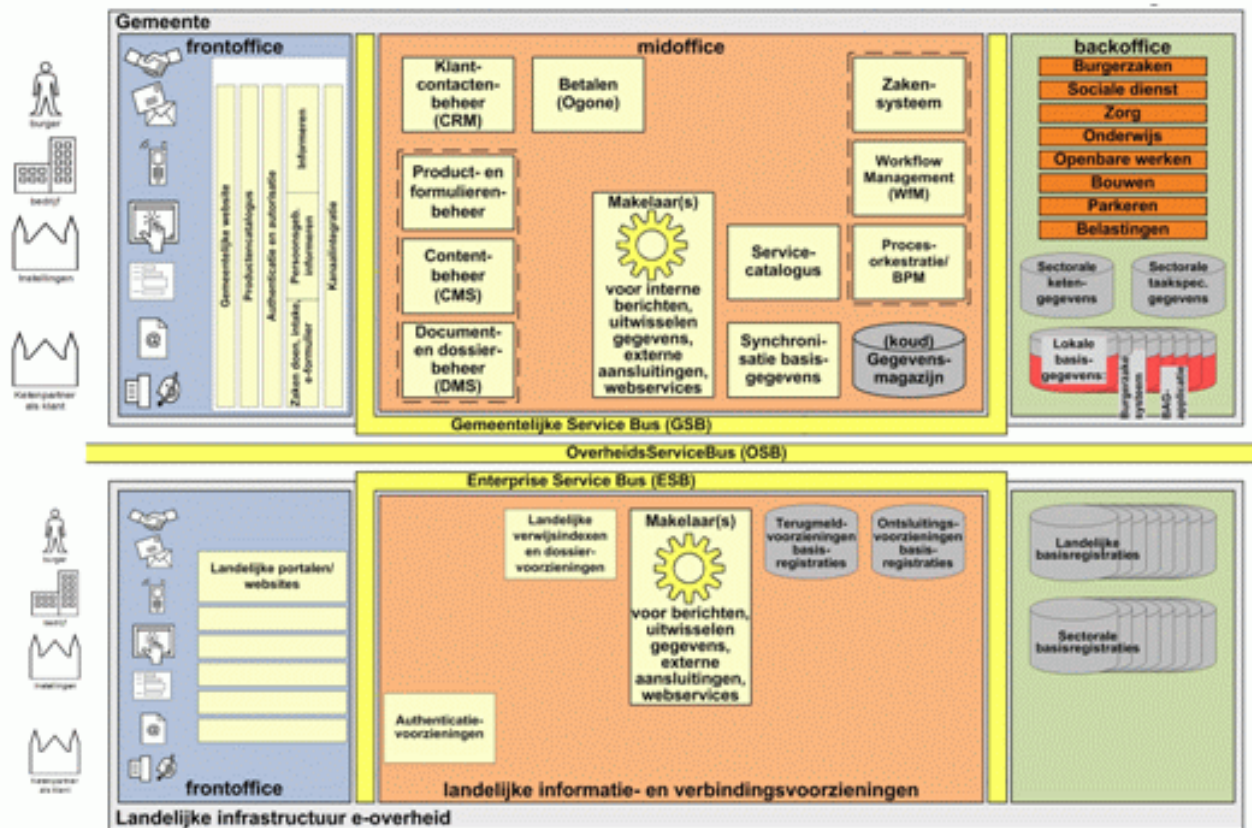 Gemeente
frontoffice
midoffice
backoffice
burger
bedrijf
Instellingen
Ketenpartner
als klant
Gemeentelijke website
Productencatalogus
Authenticatie en autorisatie
Zaken doen, intake,
e-formulier
Persoonsgeb.
informeren
Informeren
Kanaalintegratie
Klant-
contacten-
beheer
(CRM)
Betalen
(Ogone)
Product- en
formulieren-
beheer
Content-
beheer
(CMS)
Document-
en dossier-
beheer
(DMS)
Makelaar(s)
voor interne
berichten,
uitwisselen
gegevens,
externe
aansluitingen,
webservices
Service-
catalogus
Synchroni-
satie basis-
gegevens
Zaken-
systeem
Workflow
Management
(WfM)
Proces-
orkestratie/
BPM
(koud)
Gegevens-
magazijn
Burgerzaken
Sociale dienst
Zorg
Onderwijs
Openbare werken
Bouwen
Parkeren
Belastingen
Sectorale
keten-
gegevens
Sectorale
taakspec.
gegevens
Lokale
basis-
gegevens:
Burgerzaken
systeem
BAG-
applicatie
Gemeentelijke Service Bus (GSB)
OverheidsServiceBus (OSB)
Enterprise Service Bus (ESB)
burger
bedrijf
Instellingen
Ketenpartner
als klant
Landelijke portalen/
websites
frontoffice
Landelijke
verwijsindexen
en dossier-
voorzieningen
Makelaar(s)
voor berichten,
uitwisselen
gegevens,
externe
aansluitingen,
webservices
Terugmeld-
voorzieningen
basis-
registraties
Ontsluitings-
voorzieningen
basis-
registraties
Authenticatie-
voorzieningen
landelijke informatie- en verbindingsvoorzieningen
Landelijke
basisregistraties
Sectorale
basisregistraties
Landelijke infrastructuur e-overheid